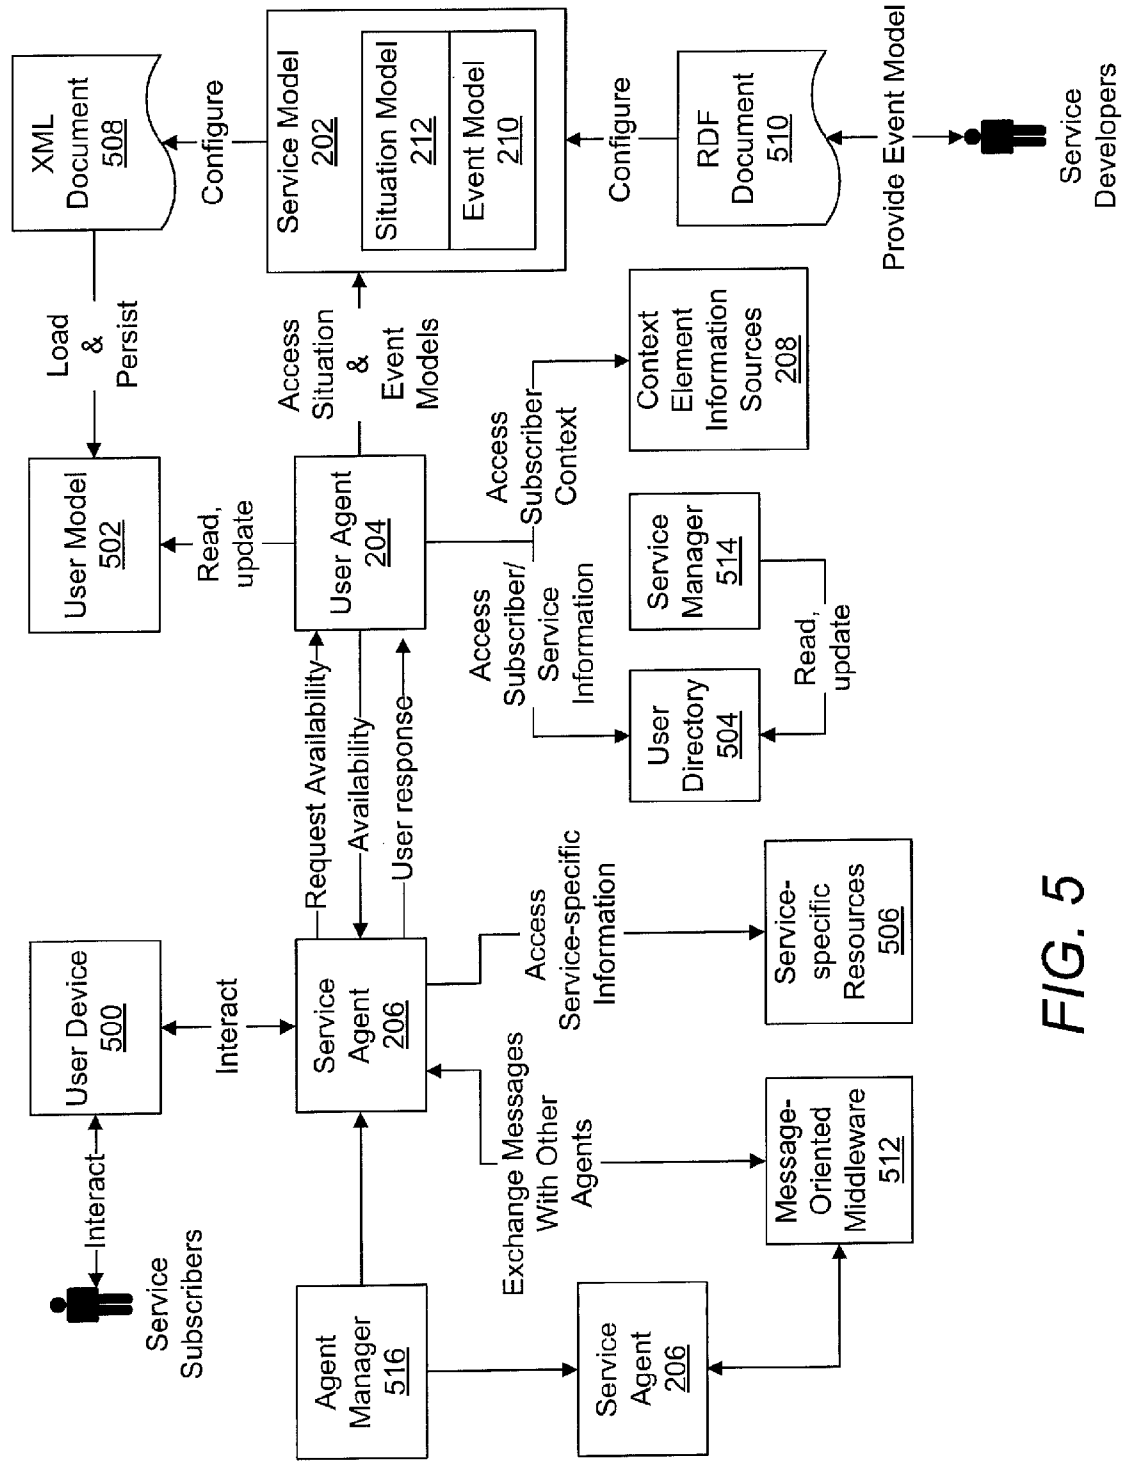 Service
Subscribers
Interact
User Device
500
Interact
User Model
502
Load
&
Persist
XML
Document
508
Read,
update
Configure
Agent
Manager
516
Service
Agent
206
Request Availability
Availability
User response
User Agent
204
Access
Situation
&
Event
Models
Service Model
202
Situation Model
212
Event Model
210
Exchange Messages
With Other
Agents
Access
Service-specific
Information
Access
Subscriber/
Service
Information
Access
Subscriber
Context
Configure
Service
Agent
206
User
Directory
504
Service
Manager
514
Context
Element
Information
Sources
208
RDF
Document
510
Message-
Oriented
Middleware
512
Service-
specific
Resources
506
Read,
update
Provide Event Model
Service
Developers
FIG. 5